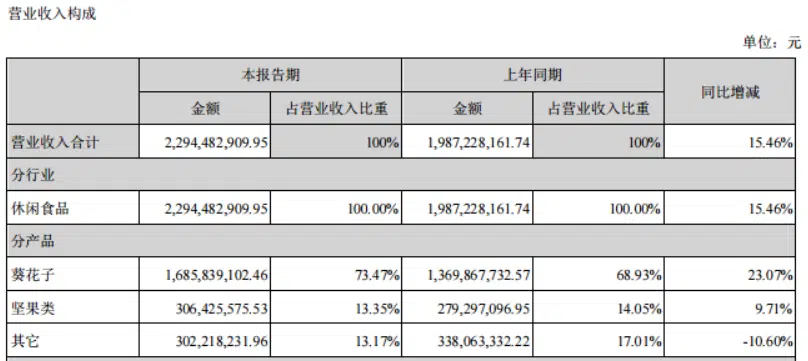 营业收入构成
单位：元
本报告期 上年同期 同比增减
金额 占营业收入比重 金额 占营业收入比重
营业收入合计 2,294,482,909.95 100% 1,987,228,161.74 100% 15.46%
分行业
休闲食品 2,294,482,909.95 100.00% 1,987,228,161.74 100.00% 15.46%
分产品
葵花子 1,685,839,102.46 73.47% 1,369,867,732.57 68.93% 23.07%
坚果类 306,425,575.53 13.35% 279,297,096.95 14.05% 9.71%
其它 302,218,231.96 13.17% 338,063,332.22 17.01% -10.60%